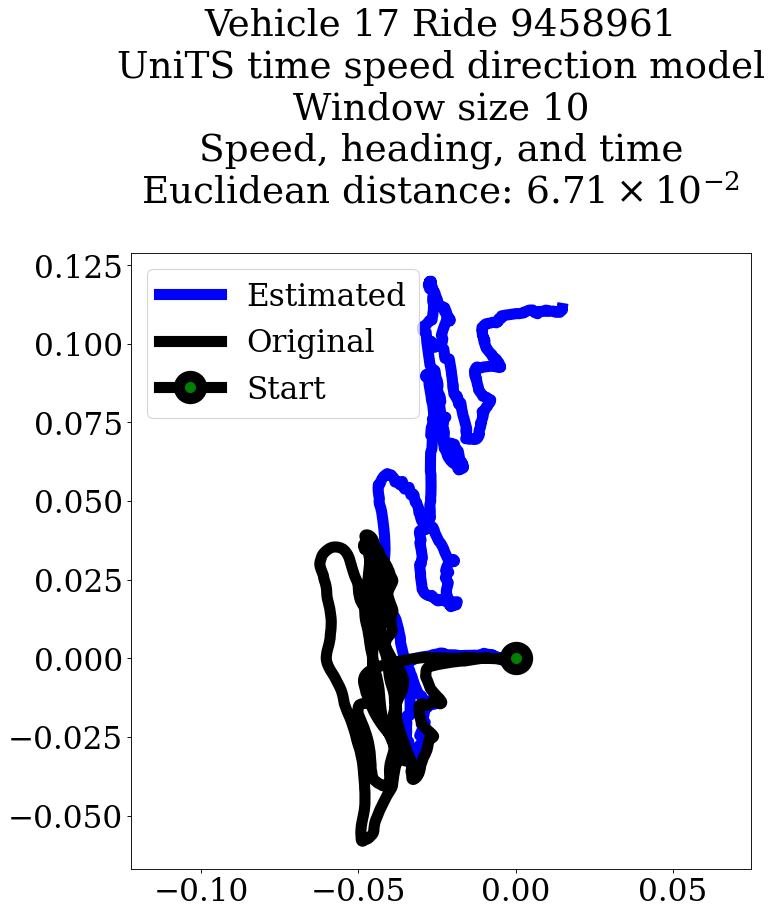 Vehicle 17 Ride 9458961
UniTS time speed direction model
Window size 10
Speed, heading, and time
Euclidean distance: 6.71 × 10⁻²
Estimated
Original
Start
0.125
0.100
0.075
0.050
0.025
0.000
−0.025
−0.050
−0.10 −0.05 0.00 0.05